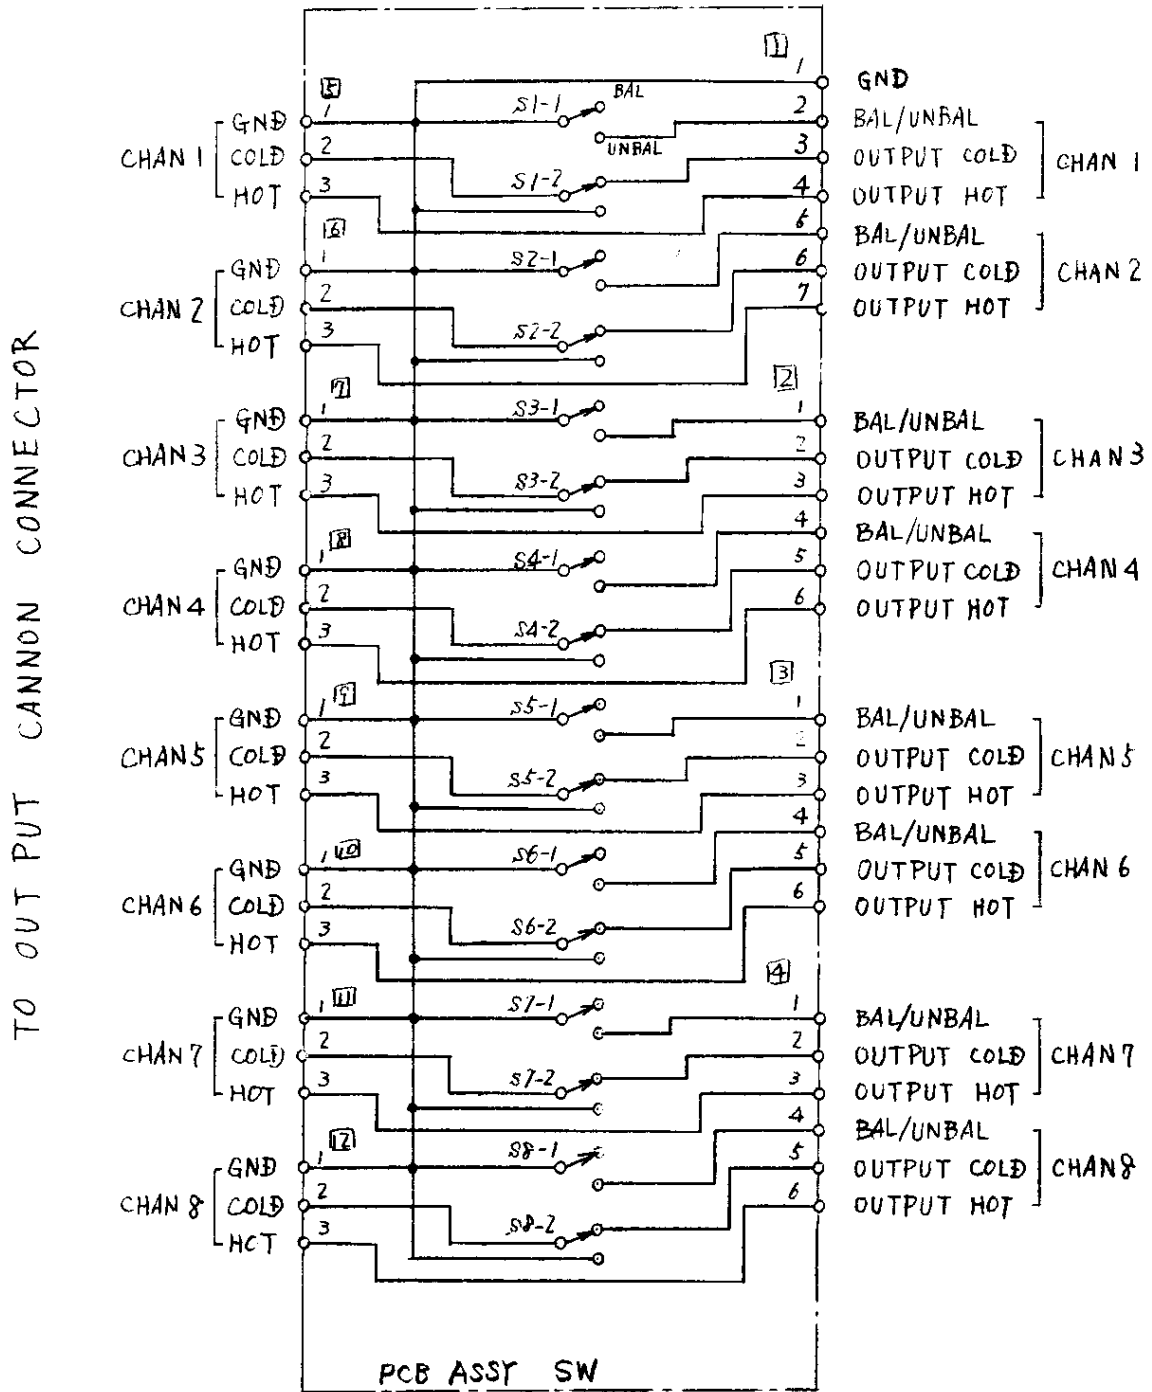 TO OUT PUT CANNON CONNECTOR
1
1 GND
5
1 GND S1-1 BAL 2 BAL/UNBAL
UNBAL
CHAN 1 COLD 2 3 OUTPUT COLD CHAN 1
HOT 3 S1-2 4 OUTPUT HOT
6 5 BAL/UNBAL
GND 1 S2-1 6 OUTPUT COLD CHAN 2
CHAN 2 COLD 2 7 OUTPUT HOT
HOT 3 S2-2
7 2
GND 1 S3-1 1 BAL/UNBAL
CHAN 3 COLD 2 2 OUTPUT COLD CHAN 3
HOT 3 S3-2 3 OUTPUT HOT
8 4 BAL/UNBAL
GND 1 S4-1 5 OUTPUT COLD CHAN 4
CHAN 4 COLD 2 6 OUTPUT HOT
HOT 3 S4-2
9 3
GND 1 S5-1 1 BAL/UNBAL
CHAN 5 COLD 2 2 OUTPUT COLD CHAN 5
HOT 3 S5-2 3 OUTPUT HOT
10 4 BAL/UNBAL
GND 1 S6-1 5 OUTPUT COLD CHAN 6
CHAN 6 COLD 2 6 OUTPUT HOT
HOT 3 S6-2
11 4
GND 1 S7-1 1 BAL/UNBAL
CHAN 7 COLD 2 2 OUTPUT COLD CHAN 7
HOT 3 S7-2 3 OUTPUT HOT
12 4 BAL/UNBAL
GND 1 S8-1 5 OUTPUT COLD CHAN 8
CHAN 8 COLD 2 6 OUTPUT HOT
HOT 3 S8-2
PCB ASSY SW